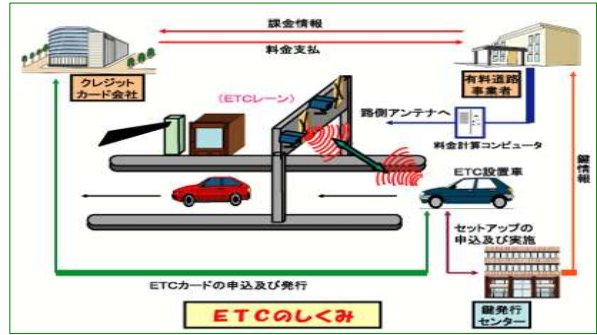 課金情報
料金支払
クレジット
カード会社
(ETCレーン)
有料道路
事業者
路側アンテナへ
料金計算コンピュータ
ETC設置車
鍵情報
セットアップの
申込及び実施
ETCカードの申込及び発行
ETCのしくみ
鍵発行
センター